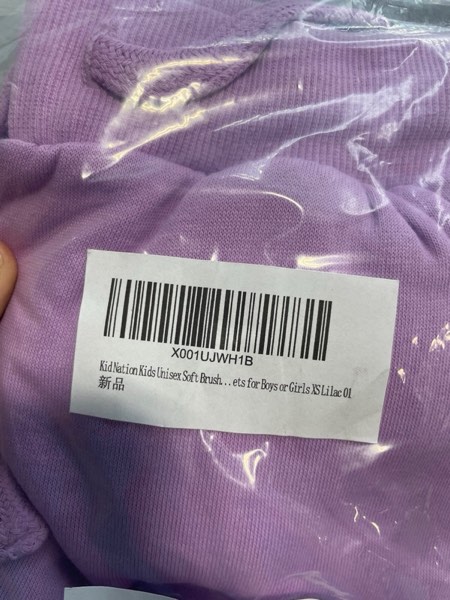 X001UJWH1B
Kid Nation Kids Unisex Soft Brush...ets for Boys or Girls XS Lilac 01
新品